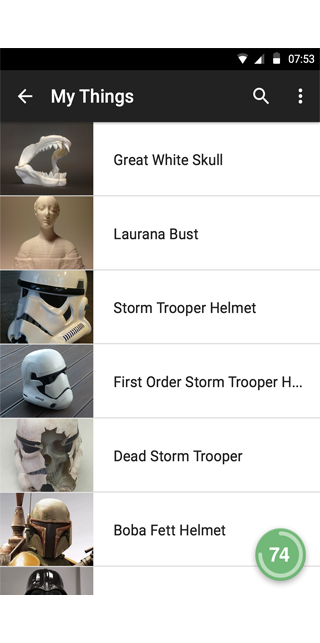 07:53
My Things
Great White Skull
Laurana Bust
Storm Trooper Helmet
First Order Storm Trooper H...
Dead Storm Trooper
Boba Fett Helmet
74